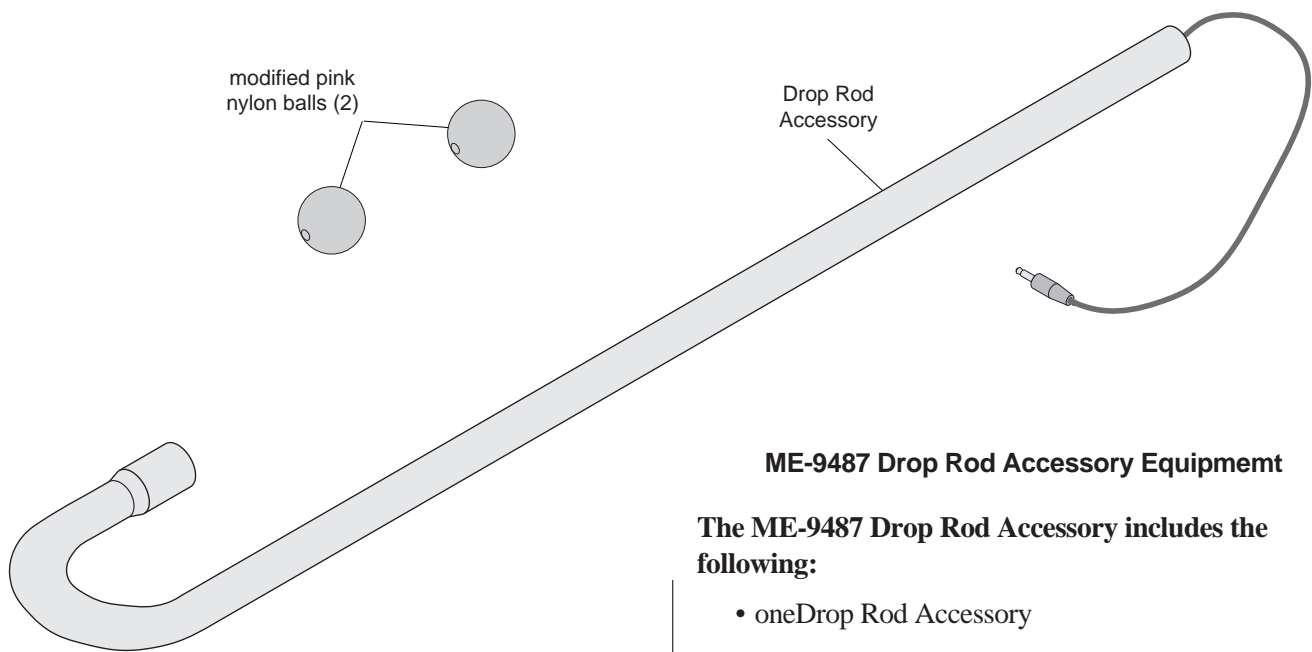 modified pink
nylon balls (2)
Drop Rod
Accessory
ME-9487 Drop Rod Accessory Equipmemt
The ME-9487 Drop Rod Accessory includes the
following:
• oneDrop Rod Accessory